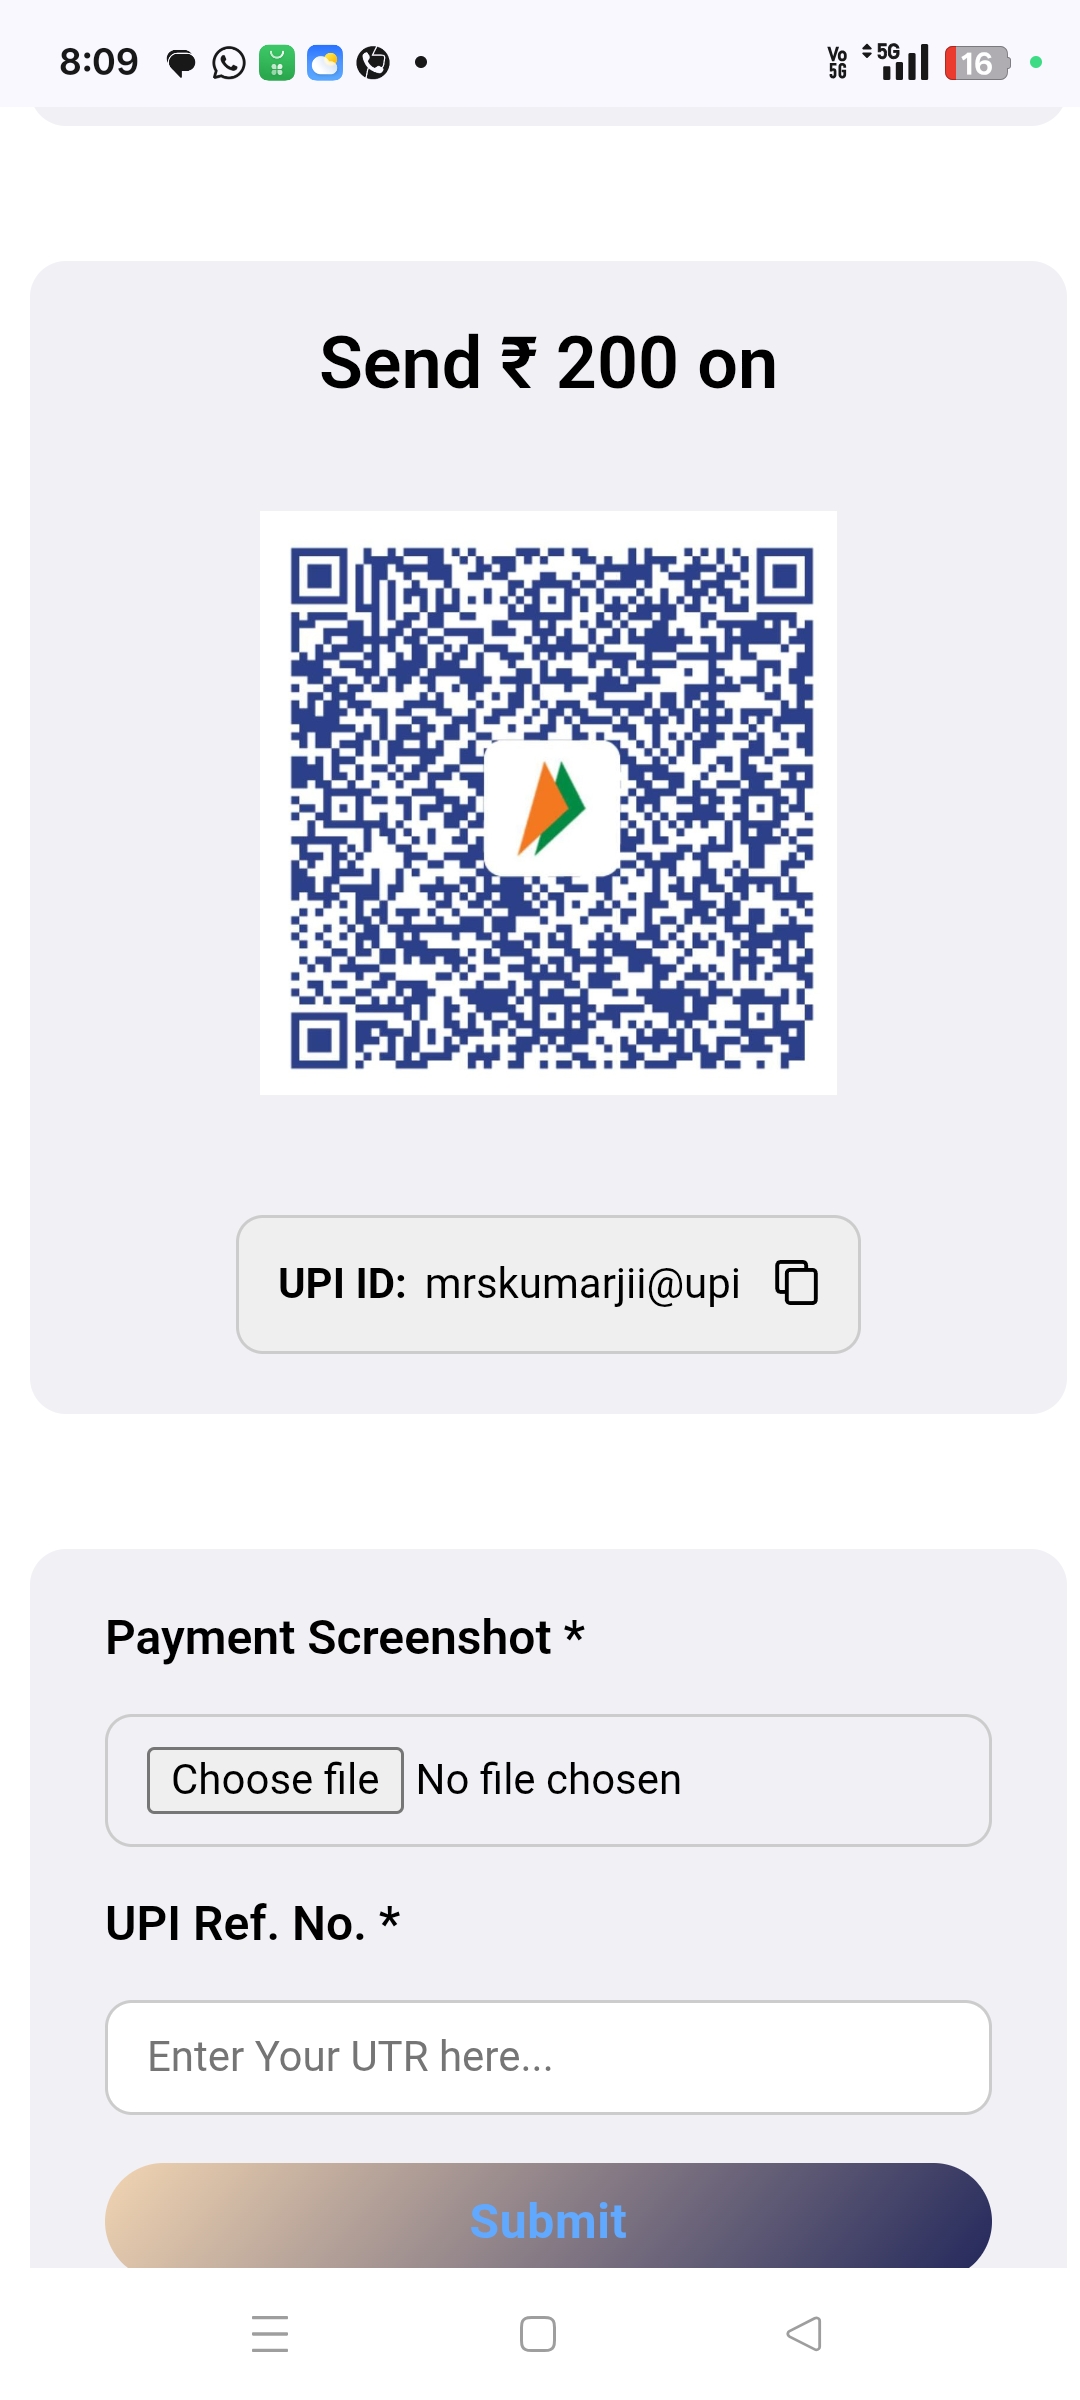 8:09
Vo 5G
5G
16
Send ₹ 200 on
UPI ID: mrskumarjii@upi
Payment Screenshot *
Choose file No file chosen
UPI Ref. No. *
Enter Your UTR here...
Submit